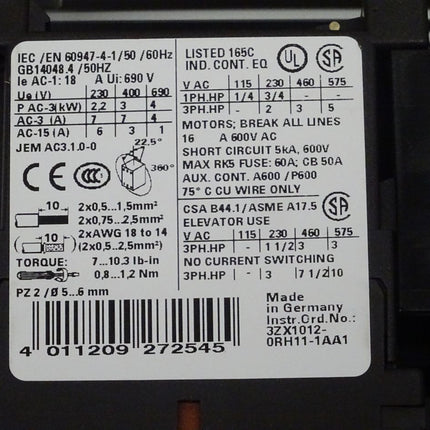 IEC / EN 60947-4-1/ 50 /60Hz
GB14048.4 / 50HZ
Ie AC-1: 18 A Ui: 690 V
Ue (V) 230 400 690
P AC-3(kW) 2,2 3 4
AC-3 (A) 7 7 4
AC-15 (A) 6 3 1
JEM AC3.1.0-0
22.5°
360°
CE CCC
10
2x0,5...1,5mm²
2x0,75...2,5mm²
10
2xAWG 18 to 14
(2x0,5...2,5mm²)
TORQUE: 7...10.3 lb-in
0,8...1,2 Nm
PZ 2 / Ø 5...6 mm
4 011209 272545
LISTED 165C
IND. CONT. EQ
UL SA
V AC 115 230 460 575
1PH.HP 1/4 3/4 - -
3PH.HP - 2 3 5
MOTORS; BREAK ALL LINES
16 A 600V AC
SHORT CIRCUIT 5kA, 600V
MAX RK5 FUSE: 60A; CB 50A
AUX. CONT. A600 / P600
75° C CU WIRE ONLY
CSA B44.1/ ASME A17.5
ELEVATOR USE
SA
V AC 115 230 460 575
3PH.HP - 1 1/2 3 3
NO CURRENT SWITCHING
3PH.HP - 3 7 1/2 10
Made
in Germany
Instr.Ord.No.:
3ZX1012-
0RH11-1AA1